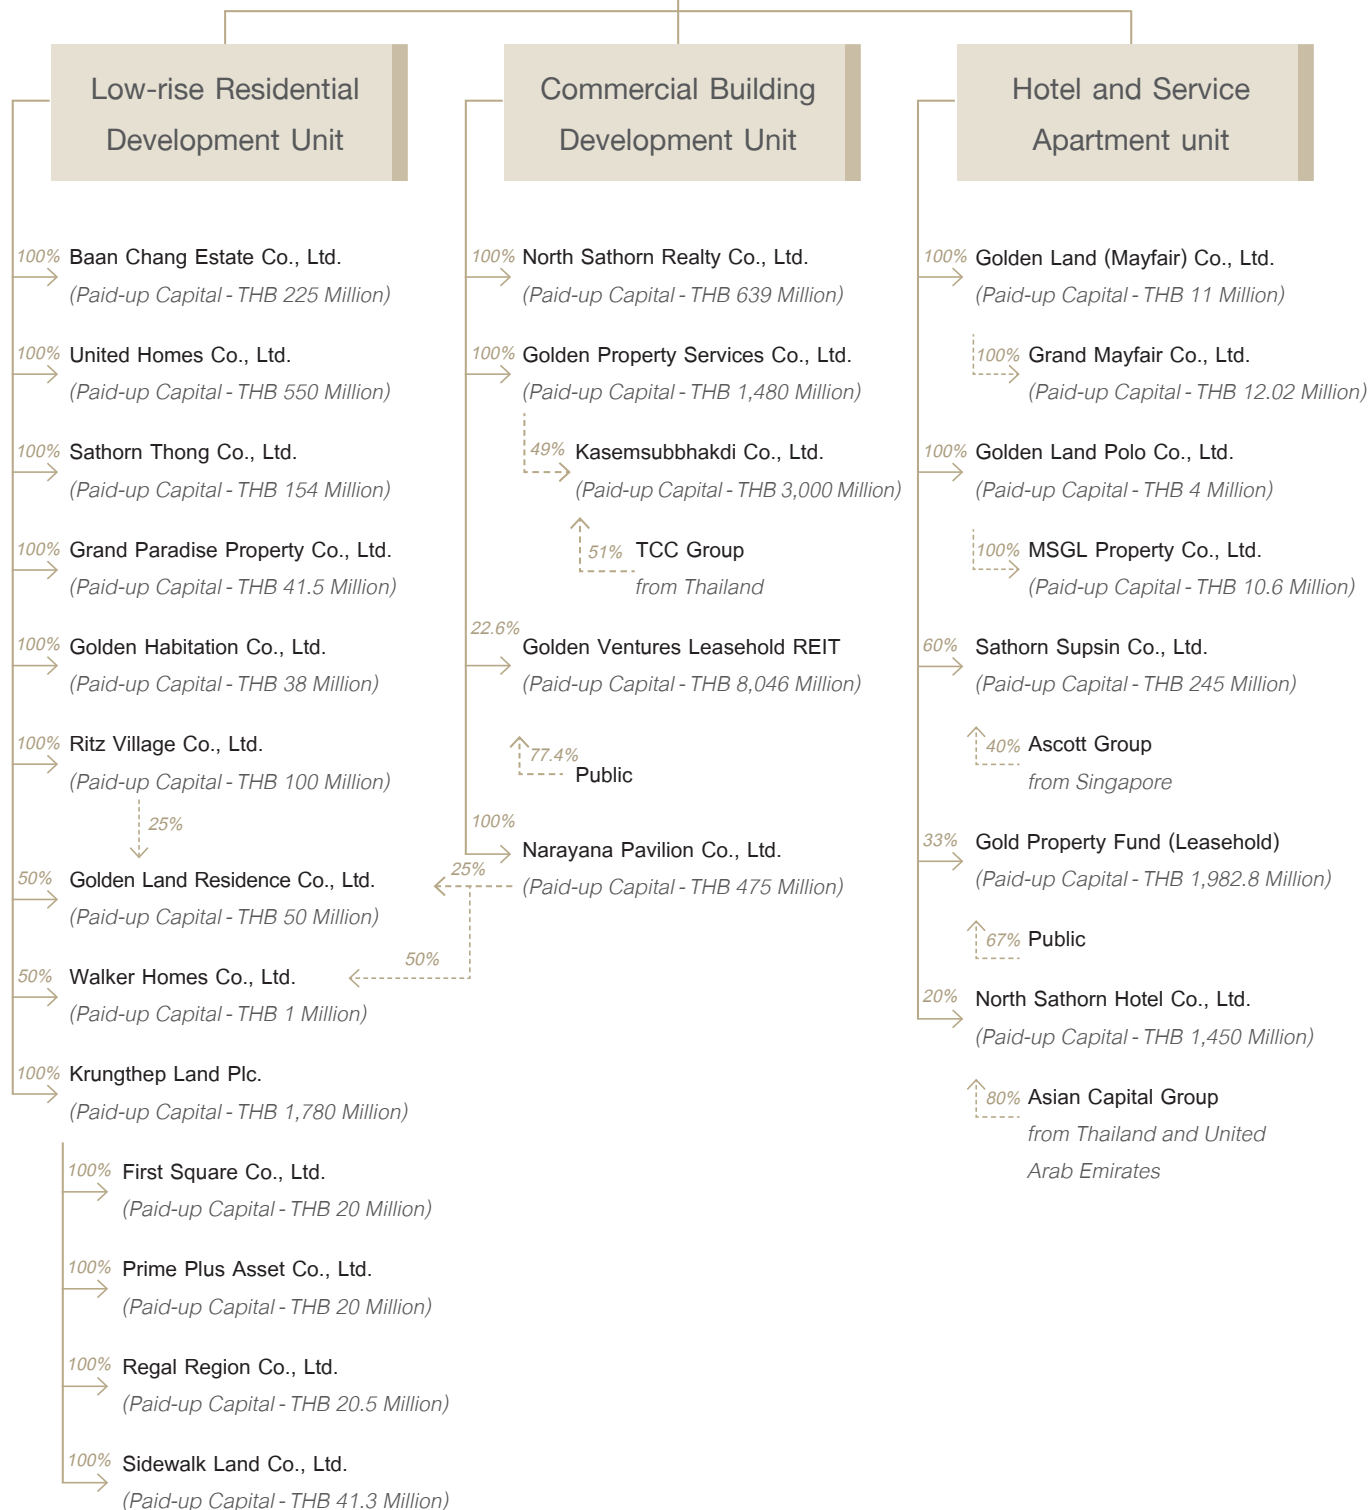 Low-rise Residential
Development Unit
100% Baan Chang Estate Co., Ltd.
(Paid-up Capital - THB 225 Million)
100% United Homes Co., Ltd.
(Paid-up Capital - THB 550 Million)
100% Sathorn Thong Co., Ltd.
(Paid-up Capital - THB 154 Million)
100% Grand Paradise Property Co., Ltd.
(Paid-up Capital - THB 41.5 Million)
100% Golden Habitation Co., Ltd.
(Paid-up Capital - THB 38 Million)
100% Ritz Village Co., Ltd.
(Paid-up Capital - THB 100 Million)
25%
50% Golden Land Residence Co., Ltd.
(Paid-up Capital - THB 50 Million)
50% Walker Homes Co., Ltd.
(Paid-up Capital - THB 1 Million)
100% Krungthep Land Plc.
(Paid-up Capital - THB 1,780 Million)
100% First Square Co., Ltd.
(Paid-up Capital - THB 20 Million)
100% Prime Plus Asset Co., Ltd.
(Paid-up Capital - THB 20 Million)
100% Regal Region Co., Ltd.
(Paid-up Capital - THB 20.5 Million)
100% Sidewalk Land Co., Ltd.
(Paid-up Capital - THB 41.3 Million)
Commercial Building
Development Unit
100% North Sathorn Realty Co., Ltd.
(Paid-up Capital - THB 639 Million)
100% Golden Property Services Co., Ltd.
(Paid-up Capital - THB 1,480 Million)
49% Kasemsubbhakdi Co., Ltd.
(Paid-up Capital - THB 3,000 Million)
51% TCC Group
from Thailand
22.6%
Golden Ventures Leasehold REIT
(Paid-up Capital - THB 8,046 Million)
77.4%
Public
100%
Narayana Pavilion Co., Ltd.
25%
(Paid-up Capital - THB 475 Million)
50%
Hotel and Service
Apartment unit
100% Golden Land (Mayfair) Co., Ltd.
(Paid-up Capital - THB 11 Million)
100% Grand Mayfair Co., Ltd.
(Paid-up Capital - THB 12.02 Million)
100% Golden Land Polo Co., Ltd.
(Paid-up Capital - THB 4 Million)
100% MSGL Property Co., Ltd.
(Paid-up Capital - THB 10.6 Million)
60% Sathorn Supsin Co., Ltd.
(Paid-up Capital - THB 245 Million)
40% Ascott Group
from Singapore
33% Gold Property Fund (Leasehold)
(Paid-up Capital - THB 1,982.8 Million)
67% Public
20% North Sathorn Hotel Co., Ltd.
(Paid-up Capital - THB 1,450 Million)
80% Asian Capital Group
from Thailand and United
Arab Emirates